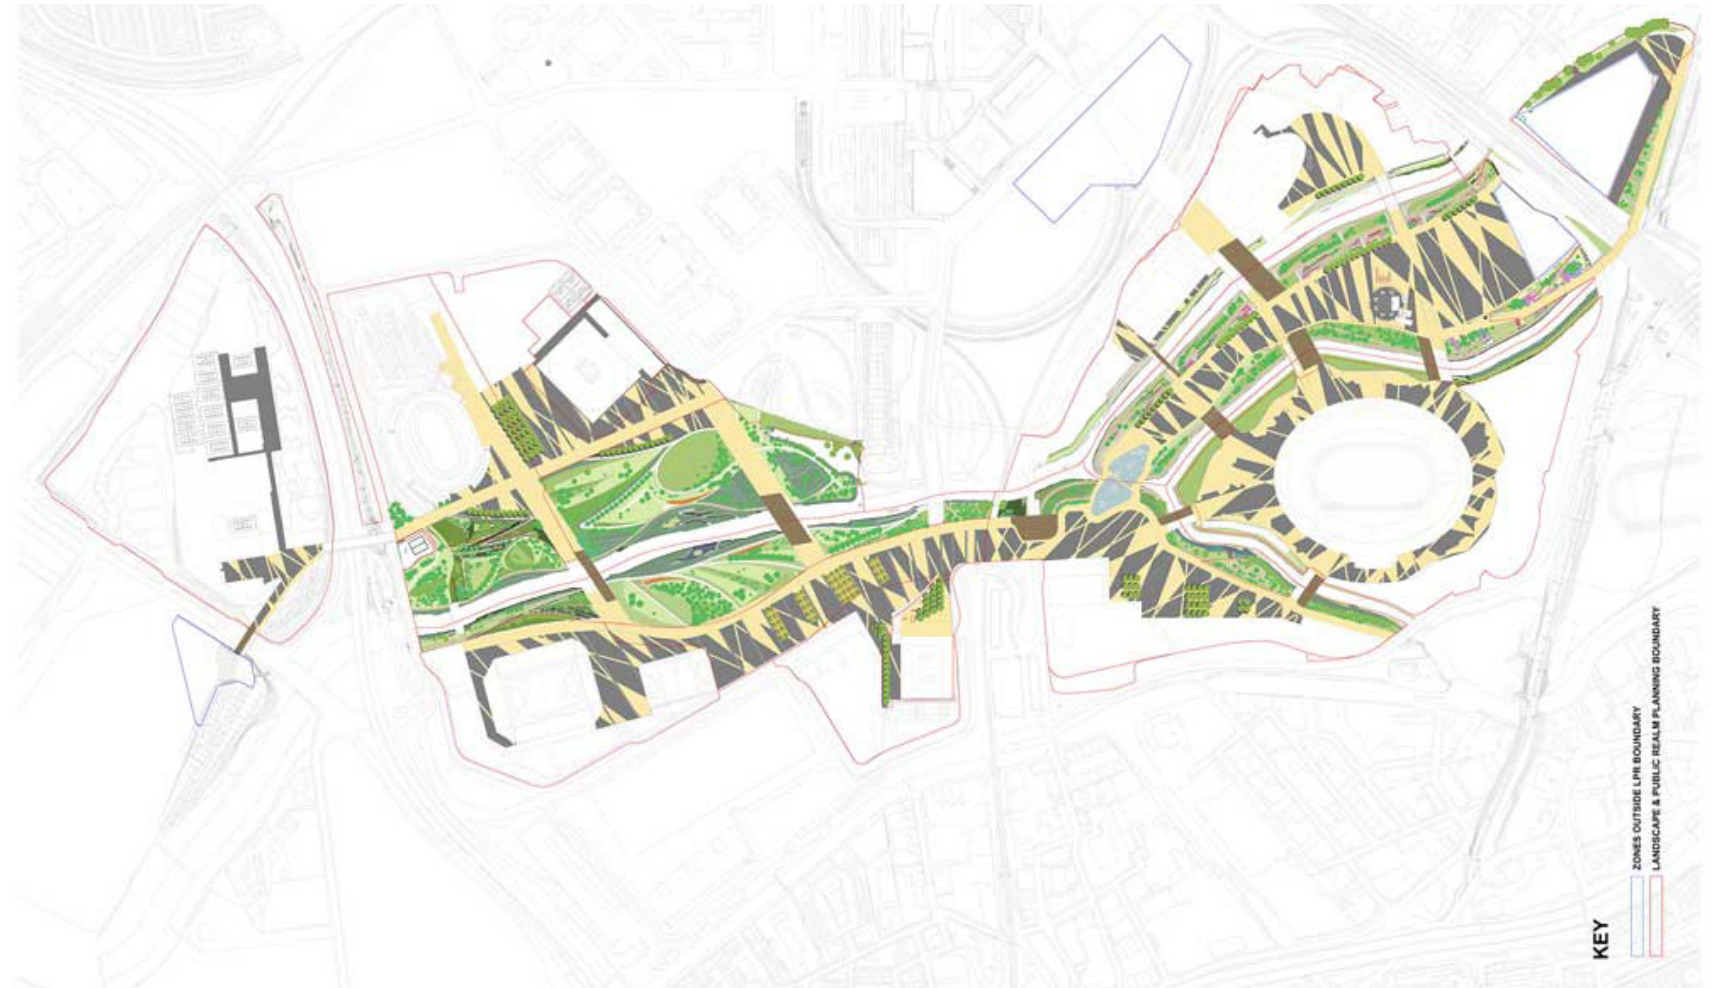 KEY
ZONES OUTSIDE LPR BOUNDARY
LANDSCAPE & PUBLIC REALM PLANNING BOUNDARY